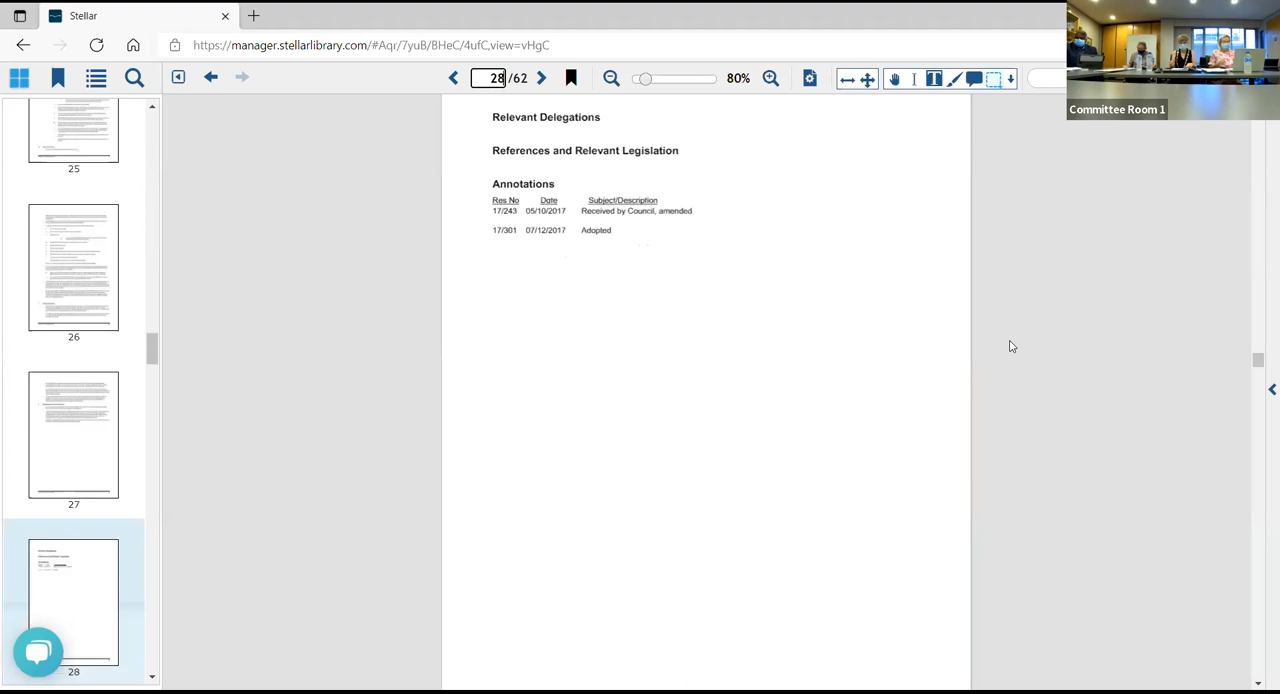 Stellar
https://manager.stellarlibrary.com/#Aqr/7yuB/BHeC/4ufC,view=vHgC
28 /62
80%
Committee Room 1
25
26
27
28
Relevant Delegations
References and Relevant Legislation
Annotations
Res No Date Subject/Description
17/243 05/10/2017 Received by Council, amended
17/301 07/12/2017 Adopted